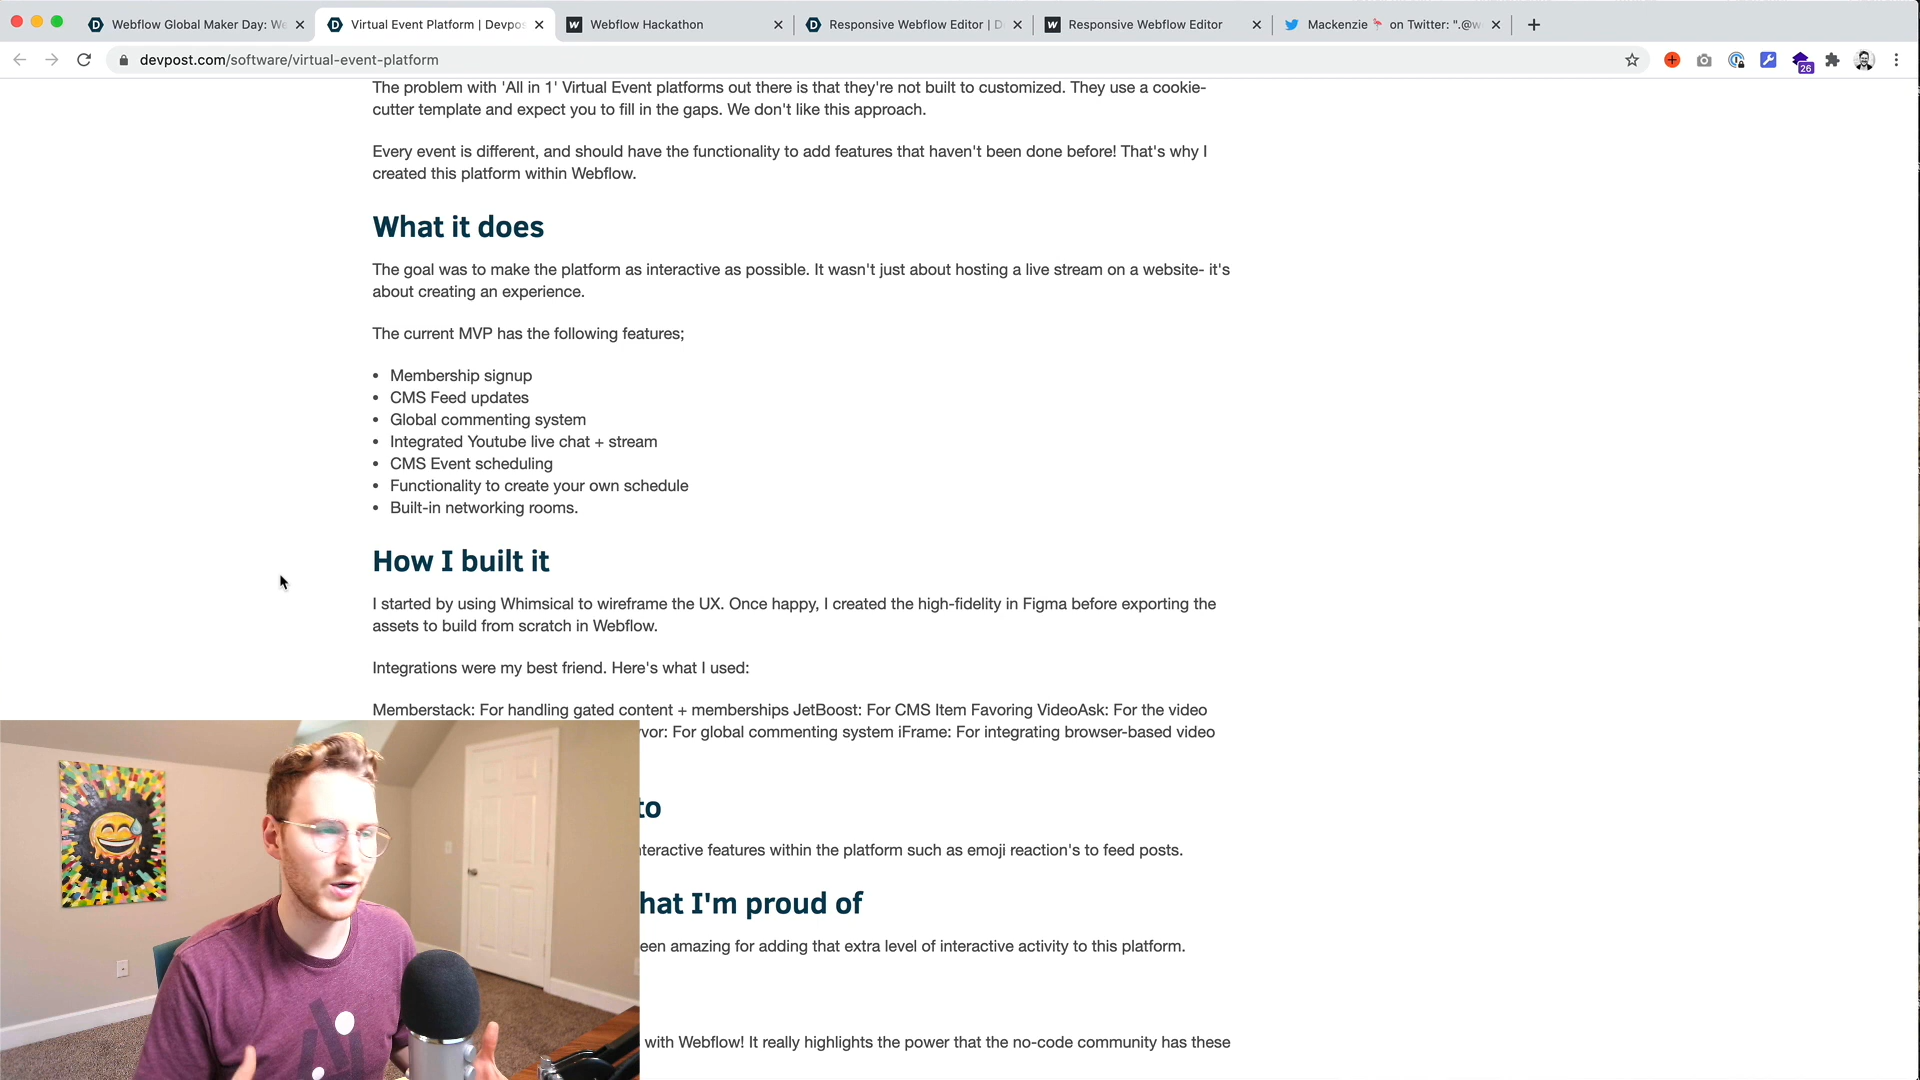 Webflow Global Maker Day: We
Virtual Event Platform | Devpos
Webflow Hackathon
Responsive Webflow Editor | D
Responsive Webflow Editor
Mackenzie 🦩 on Twitter: ".@w
devpost.com/software/virtual-event-platform
26
The problem with 'All in 1' Virtual Event platforms out there is that they're not built to customized. They use a cookie-
cutter template and expect you to fill in the gaps. We don't like this approach.
Every event is different, and should have the functionality to add features that haven't been done before! That's why I
created this platform within Webflow.
What it does
The goal was to make the platform as interactive as possible. It wasn't just about hosting a live stream on a website- it's
about creating an experience.
The current MVP has the following features;
• Membership signup
• CMS Feed updates
• Global commenting system
• Integrated Youtube live chat + stream
• CMS Event scheduling
• Functionality to create your own schedule
• Built-in networking rooms.
How I built it
I started by using Whimsical to wireframe the UX. Once happy, I created the high-fidelity in Figma before exporting the
assets to build from scratch in Webflow.
Integrations were my best friend. Here's what I used:
Memberstack: For handling gated content + memberships JetBoost: For CMS Item Favoring VideoAsk: For the video
vor: For global commenting system iFrame: For integrating browser-based video
to
nteractive features within the platform such as emoji reaction's to feed posts.
hat I'm proud of
een amazing for adding that extra level of interactive activity to this platform.
with Webflow! It really highlights the power that the no-code community has these